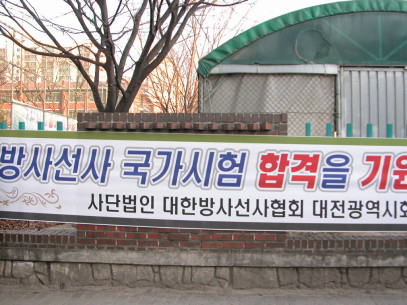 방사선사 국가시험 합격을 기원
사단법인 대한방사선사협회 대전광역시회